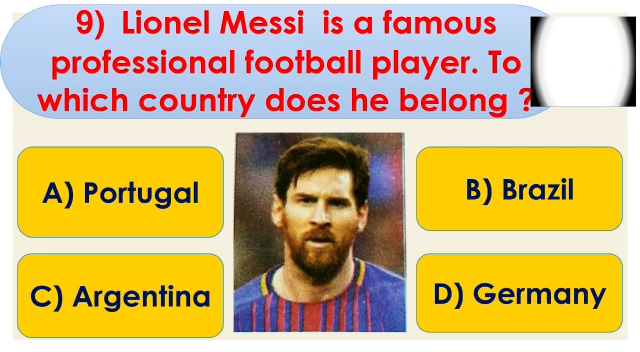 9) Lionel Messi is a famous
professional football player. To
which country does he belong ?
A) Portugal
B) Brazil
C) Argentina
D) Germany